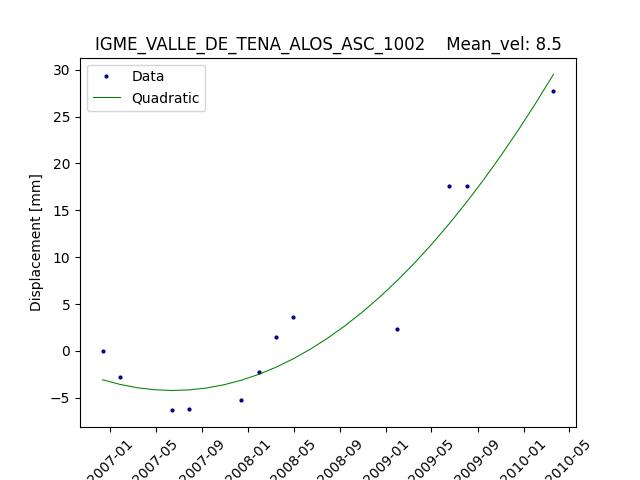 IGME_VALLE_DE_TENA_ALOS_ASC_1002    Mean_vel: 8.5
Data
Quadratic
30
25
20
15
10
5
0
−5
Displacement [mm]
2007-01 2007-05 2007-09 2008-01 2008-05 2008-09 2009-01 2009-05 2009-09 2010-01 2010-05